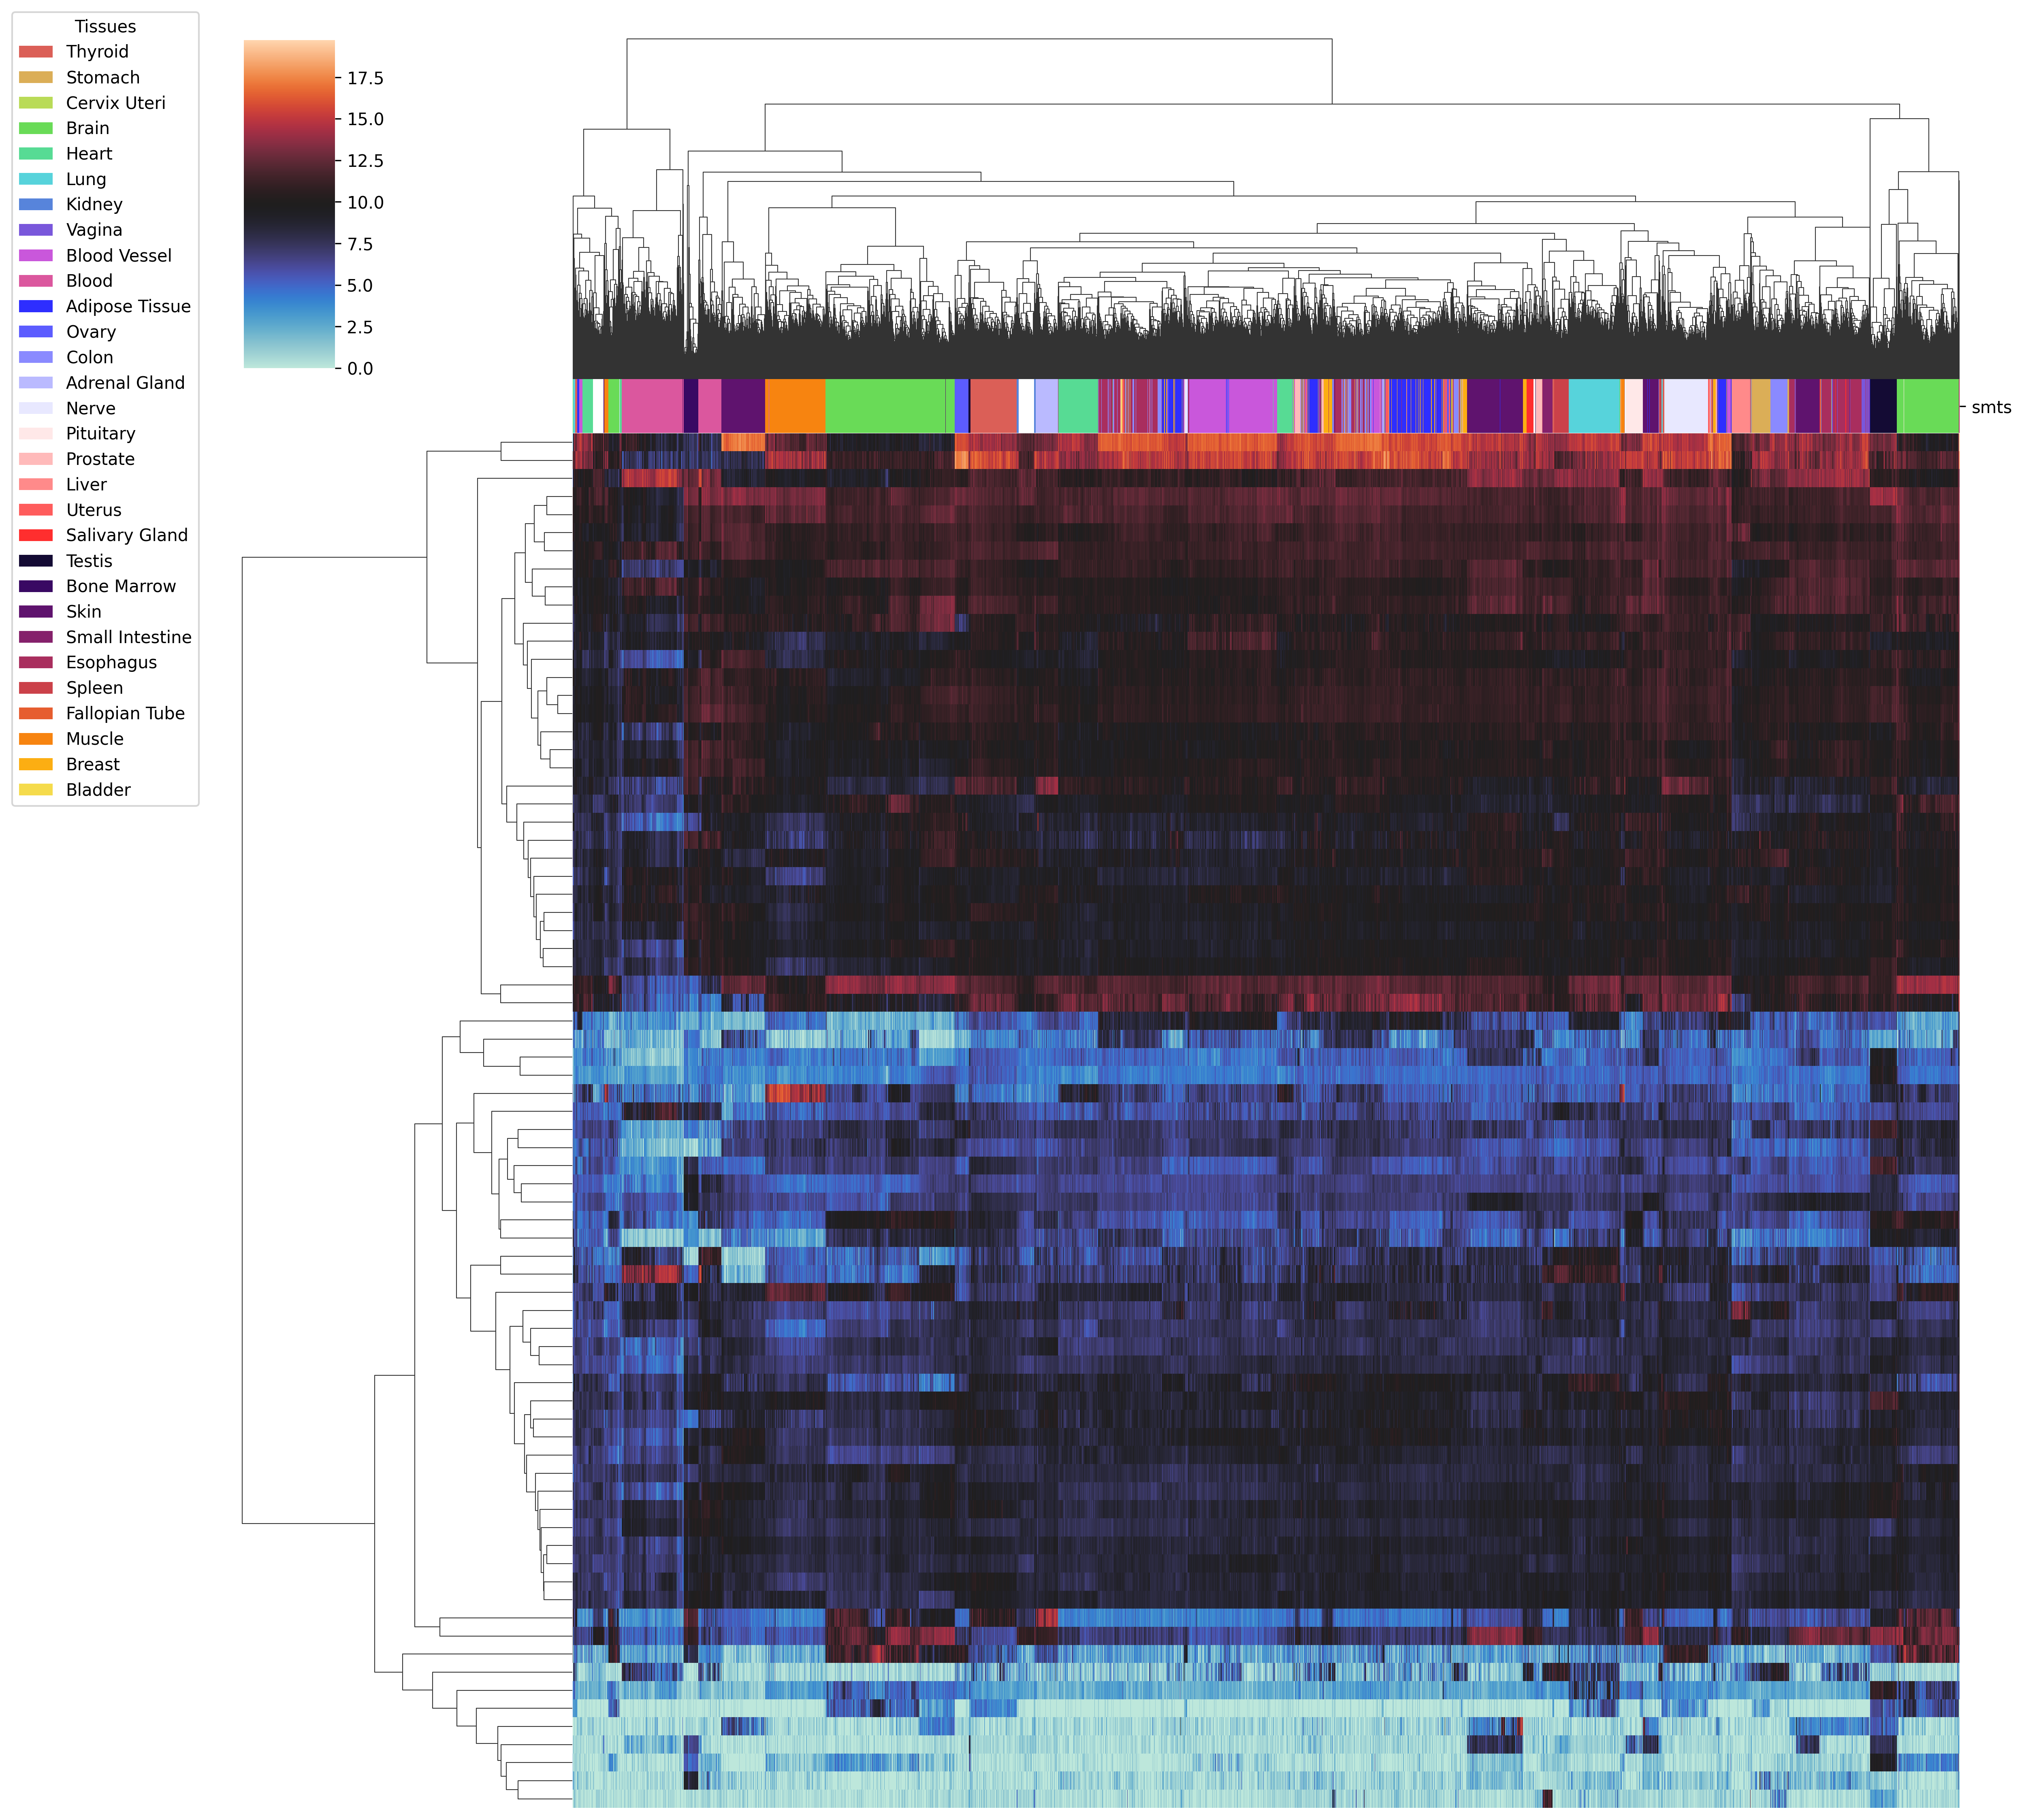 Tissues
Thyroid
Stomach
Cervix Uteri
Brain
Heart
Lung
Kidney
Vagina
Blood Vessel
Blood
Adipose Tissue
Ovary
Colon
Adrenal Gland
Nerve
Pituitary
Prostate
Liver
Uterus
Salivary Gland
Testis
Bone Marrow
Skin
Small Intestine
Esophagus
Spleen
Fallopian Tube
Muscle
Breast
Bladder
17.5
15.0
12.5
10.0
7.5
5.0
2.5
0.0
smts